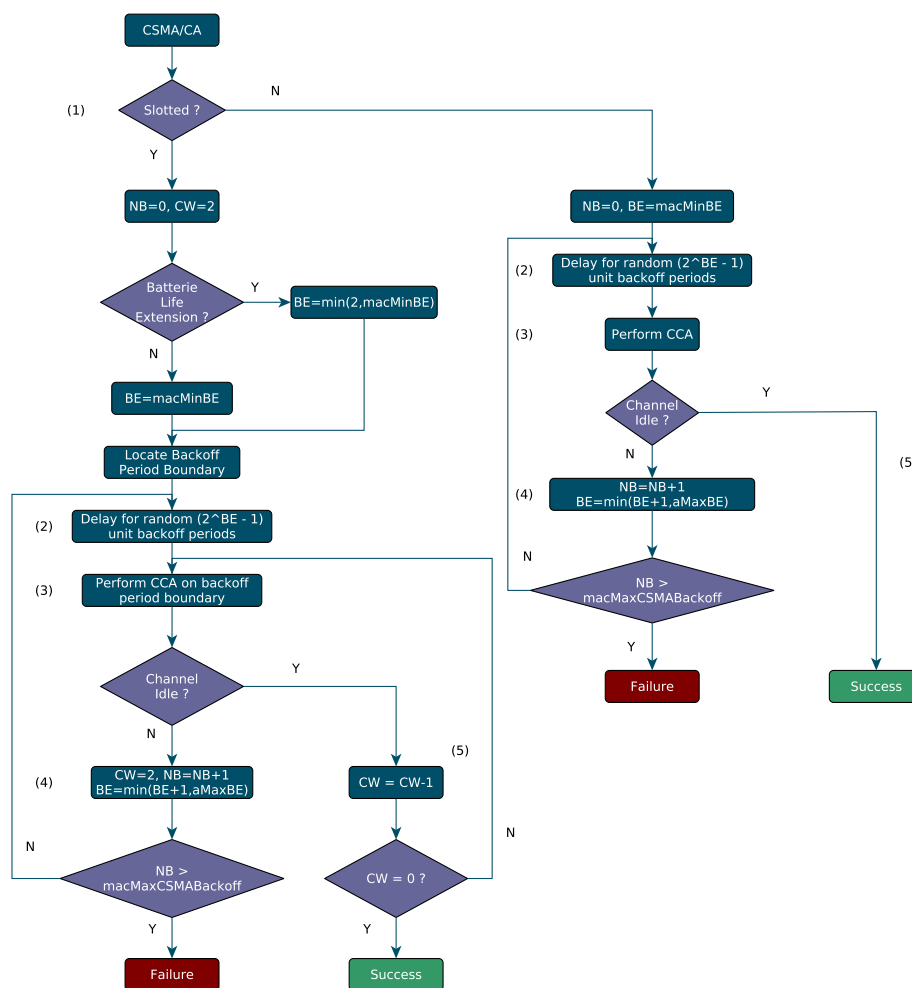 CSMA/CA
N
(1)
Slotted ?
Y
NB=0, CW=2
NB=0, BE=macMinBE
(2)
Delay for random (2^BE - 1)
unit backoff periods
Batterie
Life
Extension ?
Y
BE=min(2,macMinBE)
(3)
Perform CCA
N
BE=macMinBE
Channel
Idle ?
Y
N
Locate Backoff
Period Boundary
(5
(4)
NB=NB+1
BE=min(BE+1,aMaxBE)
(2)
Delay for random (2^BE - 1)
unit backoff periods
N
(3)
Perform CCA on backoff
period boundary
NB >
macMaxCSMABackoff
Y
Channel
Idle ?
Y
Failure
Success
N
(5)
(4)
CW=2, NB=NB+1
BE=min(BE+1,aMaxBE)
CW = CW-1
N
N
NB >
macMaxCSMABackoff
CW = 0 ?
Y
Y
Failure
Success